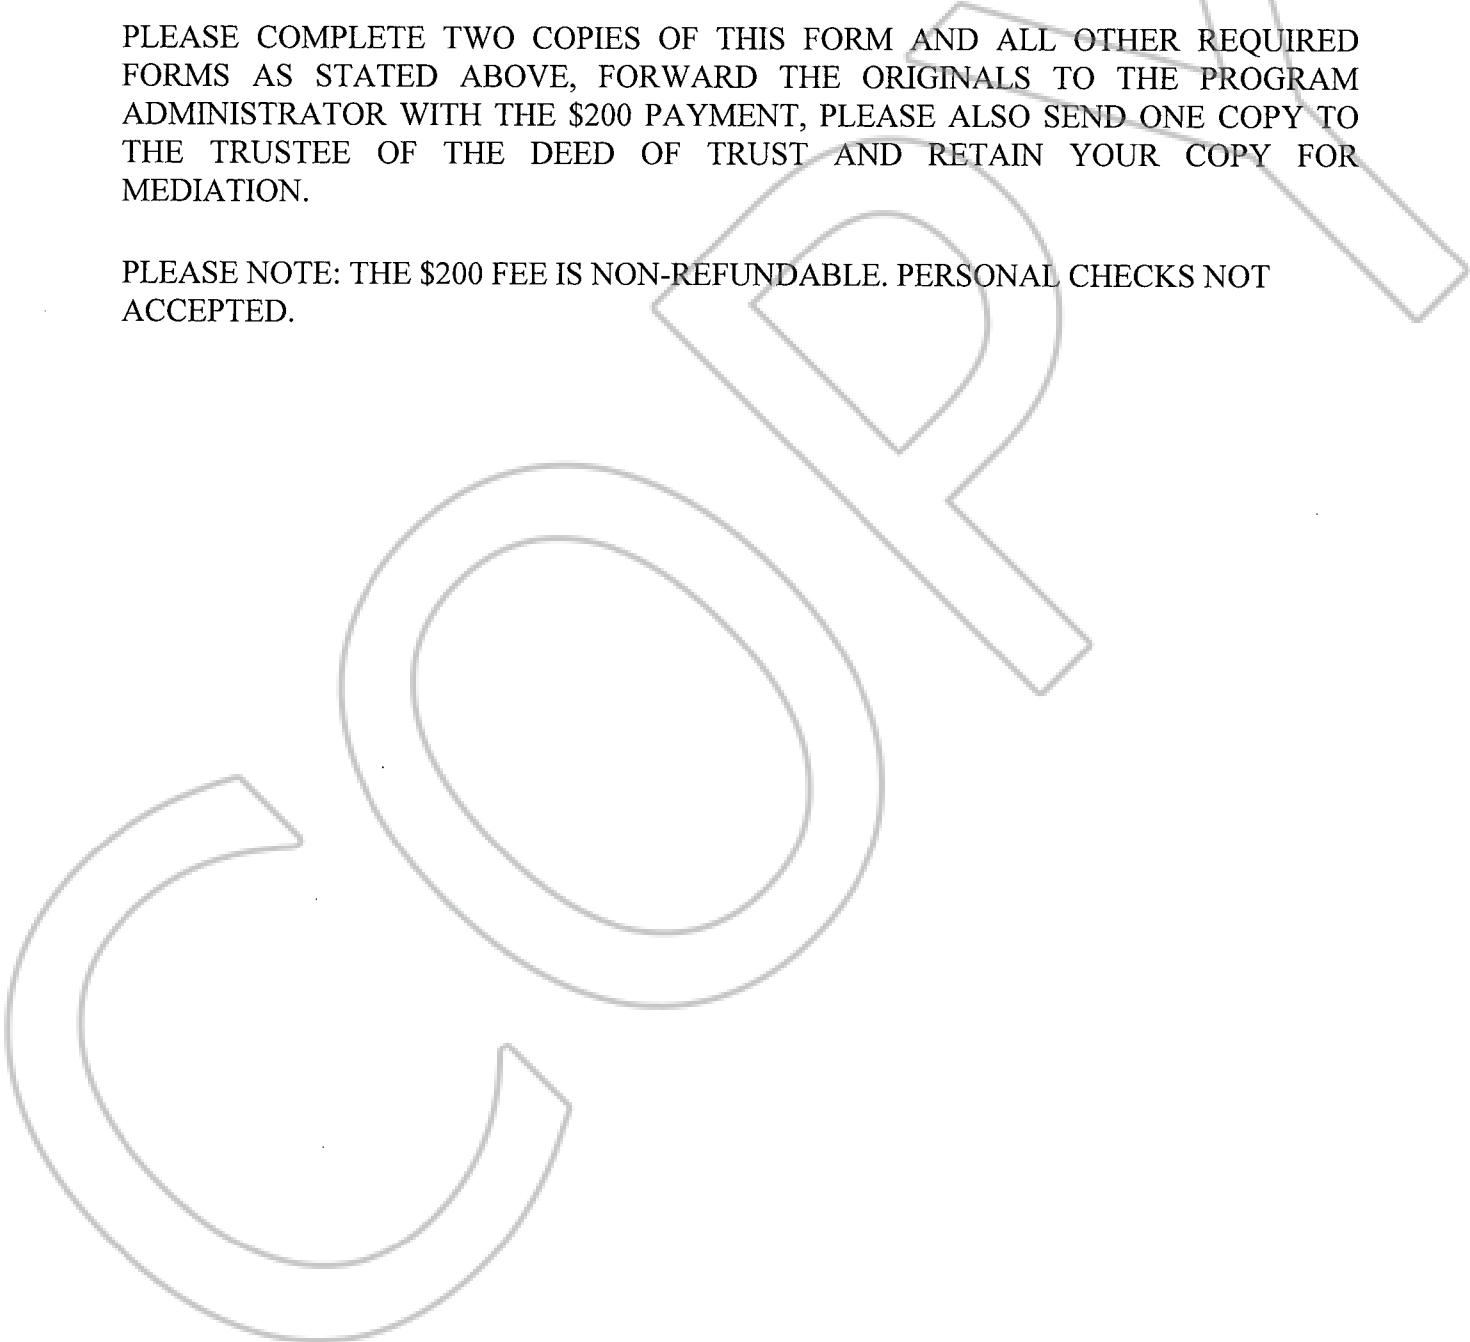 PLEASE COMPLETE TWO COPIES OF THIS FORM AND ALL OTHER REQUIRED
FORMS AS STATED ABOVE, FORWARD THE ORIGINALS TO THE PROGRAM
ADMINISTRATOR WITH THE $200 PAYMENT, PLEASE ALSO SEND ONE COPY TO
THE TRUSTEE OF THE DEED OF TRUST AND RETAIN YOUR COPY FOR
MEDIATION.
PLEASE NOTE: THE $200 FEE IS NON-REFUNDABLE. PERSONAL CHECKS NOT
ACCEPTED.
COPY